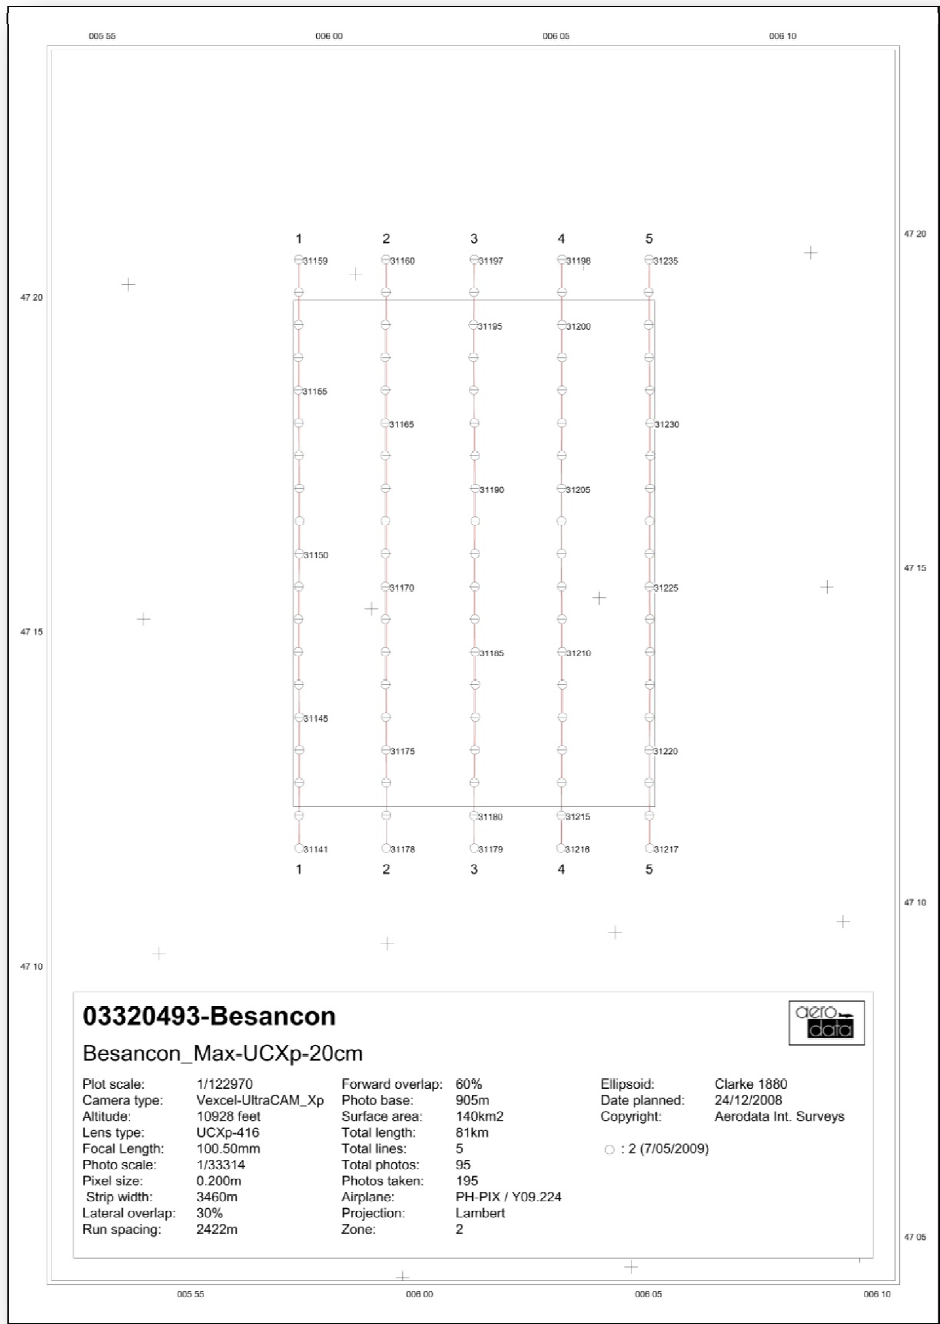 005 55 006 00 006 05 006 10
47 20
1 2 3 4 5
31159 31160 31197 31198 31235
47 20
31195 31200
31155
31165 31230
31190 31205
31150
47 15
31170 31225
47 15
31185 31210
31145
31175 31220
31180 31215
31141 31178 31179 31216 31217
1 2 3 4 5
47 10
47 10
03320493-Besancon
aero
data
Besancon_Max-UCXp-20cm
Plot scale: 1/122970 Forward overlap: 60% Ellipsoid: Clarke 1880
Camera type: Vexcel-UltraCAM_Xp Photo base: 905m Date planned: 24/12/2008
Altitude: 10928 feet Surface area: 140km2 Copyright: Aerodata Int. Surveys
Lens type: UCXp-416 Total length: 81km
Focal Length: 100.50mm Total lines: 5 : 2 (7/05/2009)
Photo scale: 1/33314 Total photos: 95
Pixel size: 0.200m Photos taken: 195
Strip width: 3460m Airplane: PH-PIX / Y09.224
Lateral overlap: 30% Projection: Lambert
Run spacing: 2422m Zone: 2
47 05
005 55 006 00 006 05 006 10